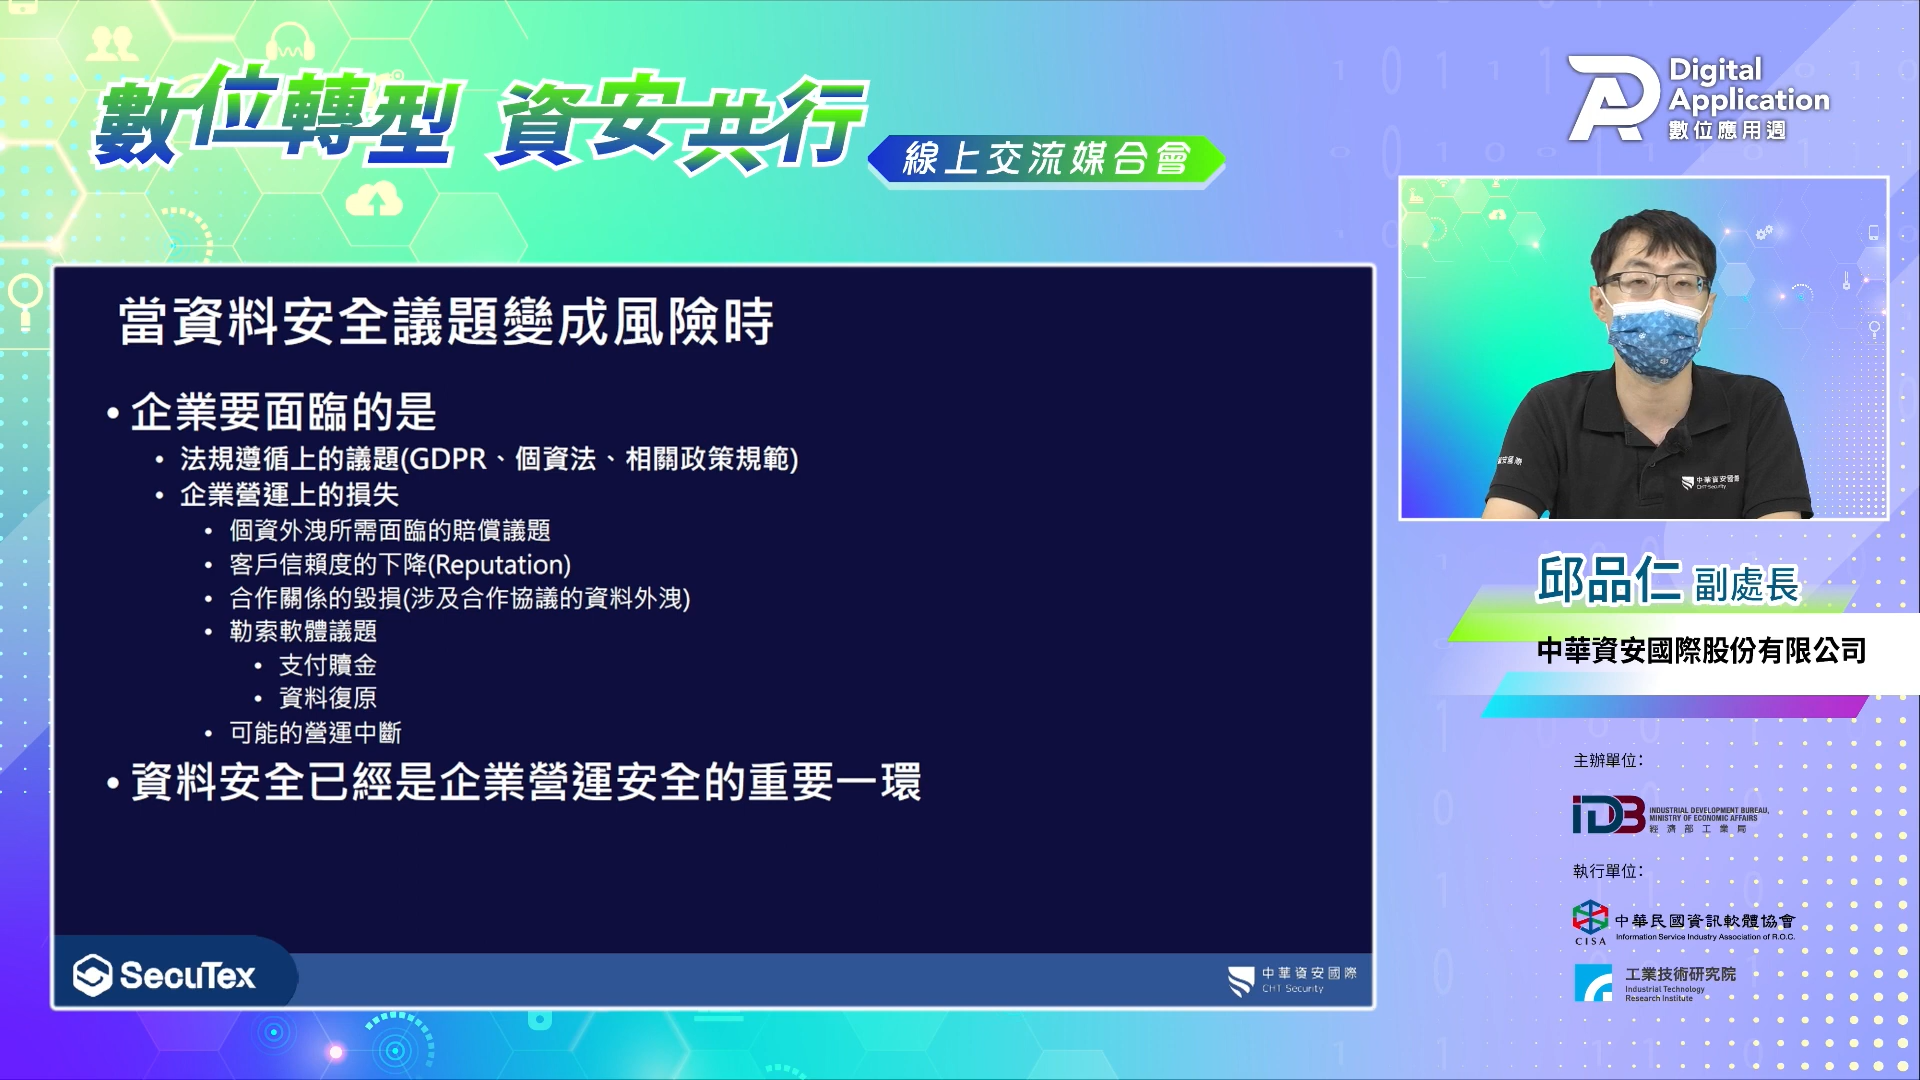 數位轉型 資安共行
線上交流媒合會
Digital
Application
數位應用週
當資料安全議題變成風險時
• 企業要面臨的是
• 法規遵循上的議題(GDPR、個資法、相關政策規範)
• 企業營運上的損失
• 個資外洩所需面臨的賠償議題
• 客戶信賴度的下降(Reputation)
• 合作關係的毀損(涉及合作協議的資料外洩)
• 勒索軟體議題
• 支付贖金
• 資料復原
• 可能的營運中斷
• 資料安全已經是企業營運安全的重要一環
SecuTex
中華資安國際
CHT Security
中華資安國際
CHT Security
邱品仁 副處長
中華資安國際股份有限公司
主辦單位:
IDB
INDUSTRIAL DEVELOPMENT BUREAU,
MINISTRY OF ECONOMIC AFFAIRS
經濟部工業局
執行單位:
CISA
中華民國資訊軟體協會
Information Service Industry Association of R.O.C.
工業技術研究院
Industrial Technology
Research Institute